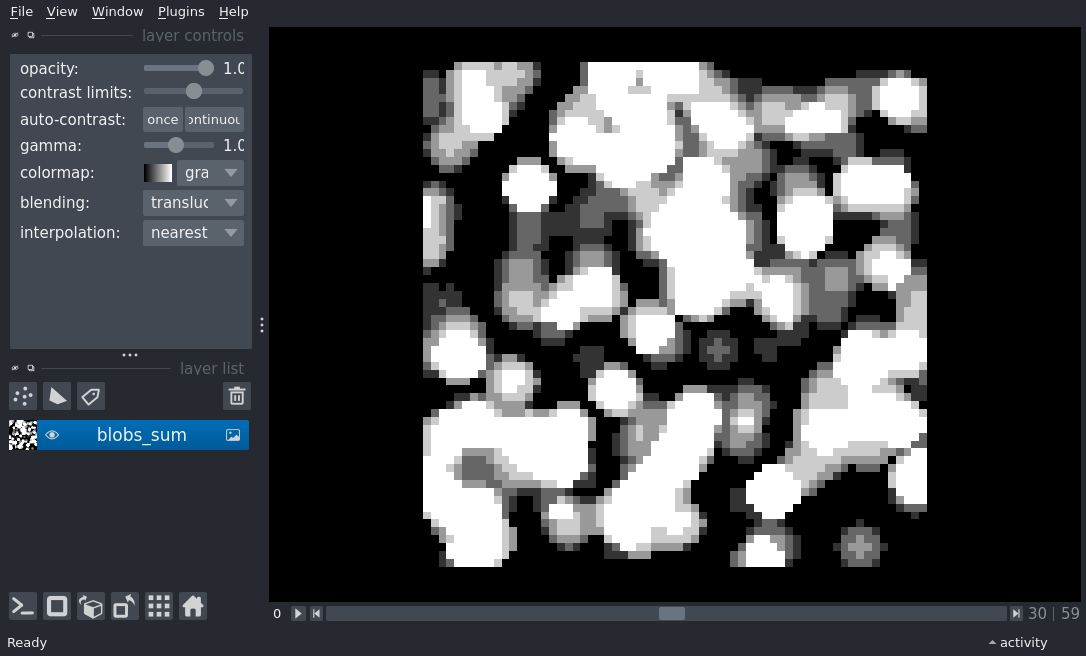 File View Window Plugins Help
layer controls
opacity: 1.0
contrast limits:
auto-contrast: once ontinuou
gamma: 1.0
colormap: gra
blending: transluc
interpolation: nearest
layer list
blobs_sum
0 30 | 59
Ready activity